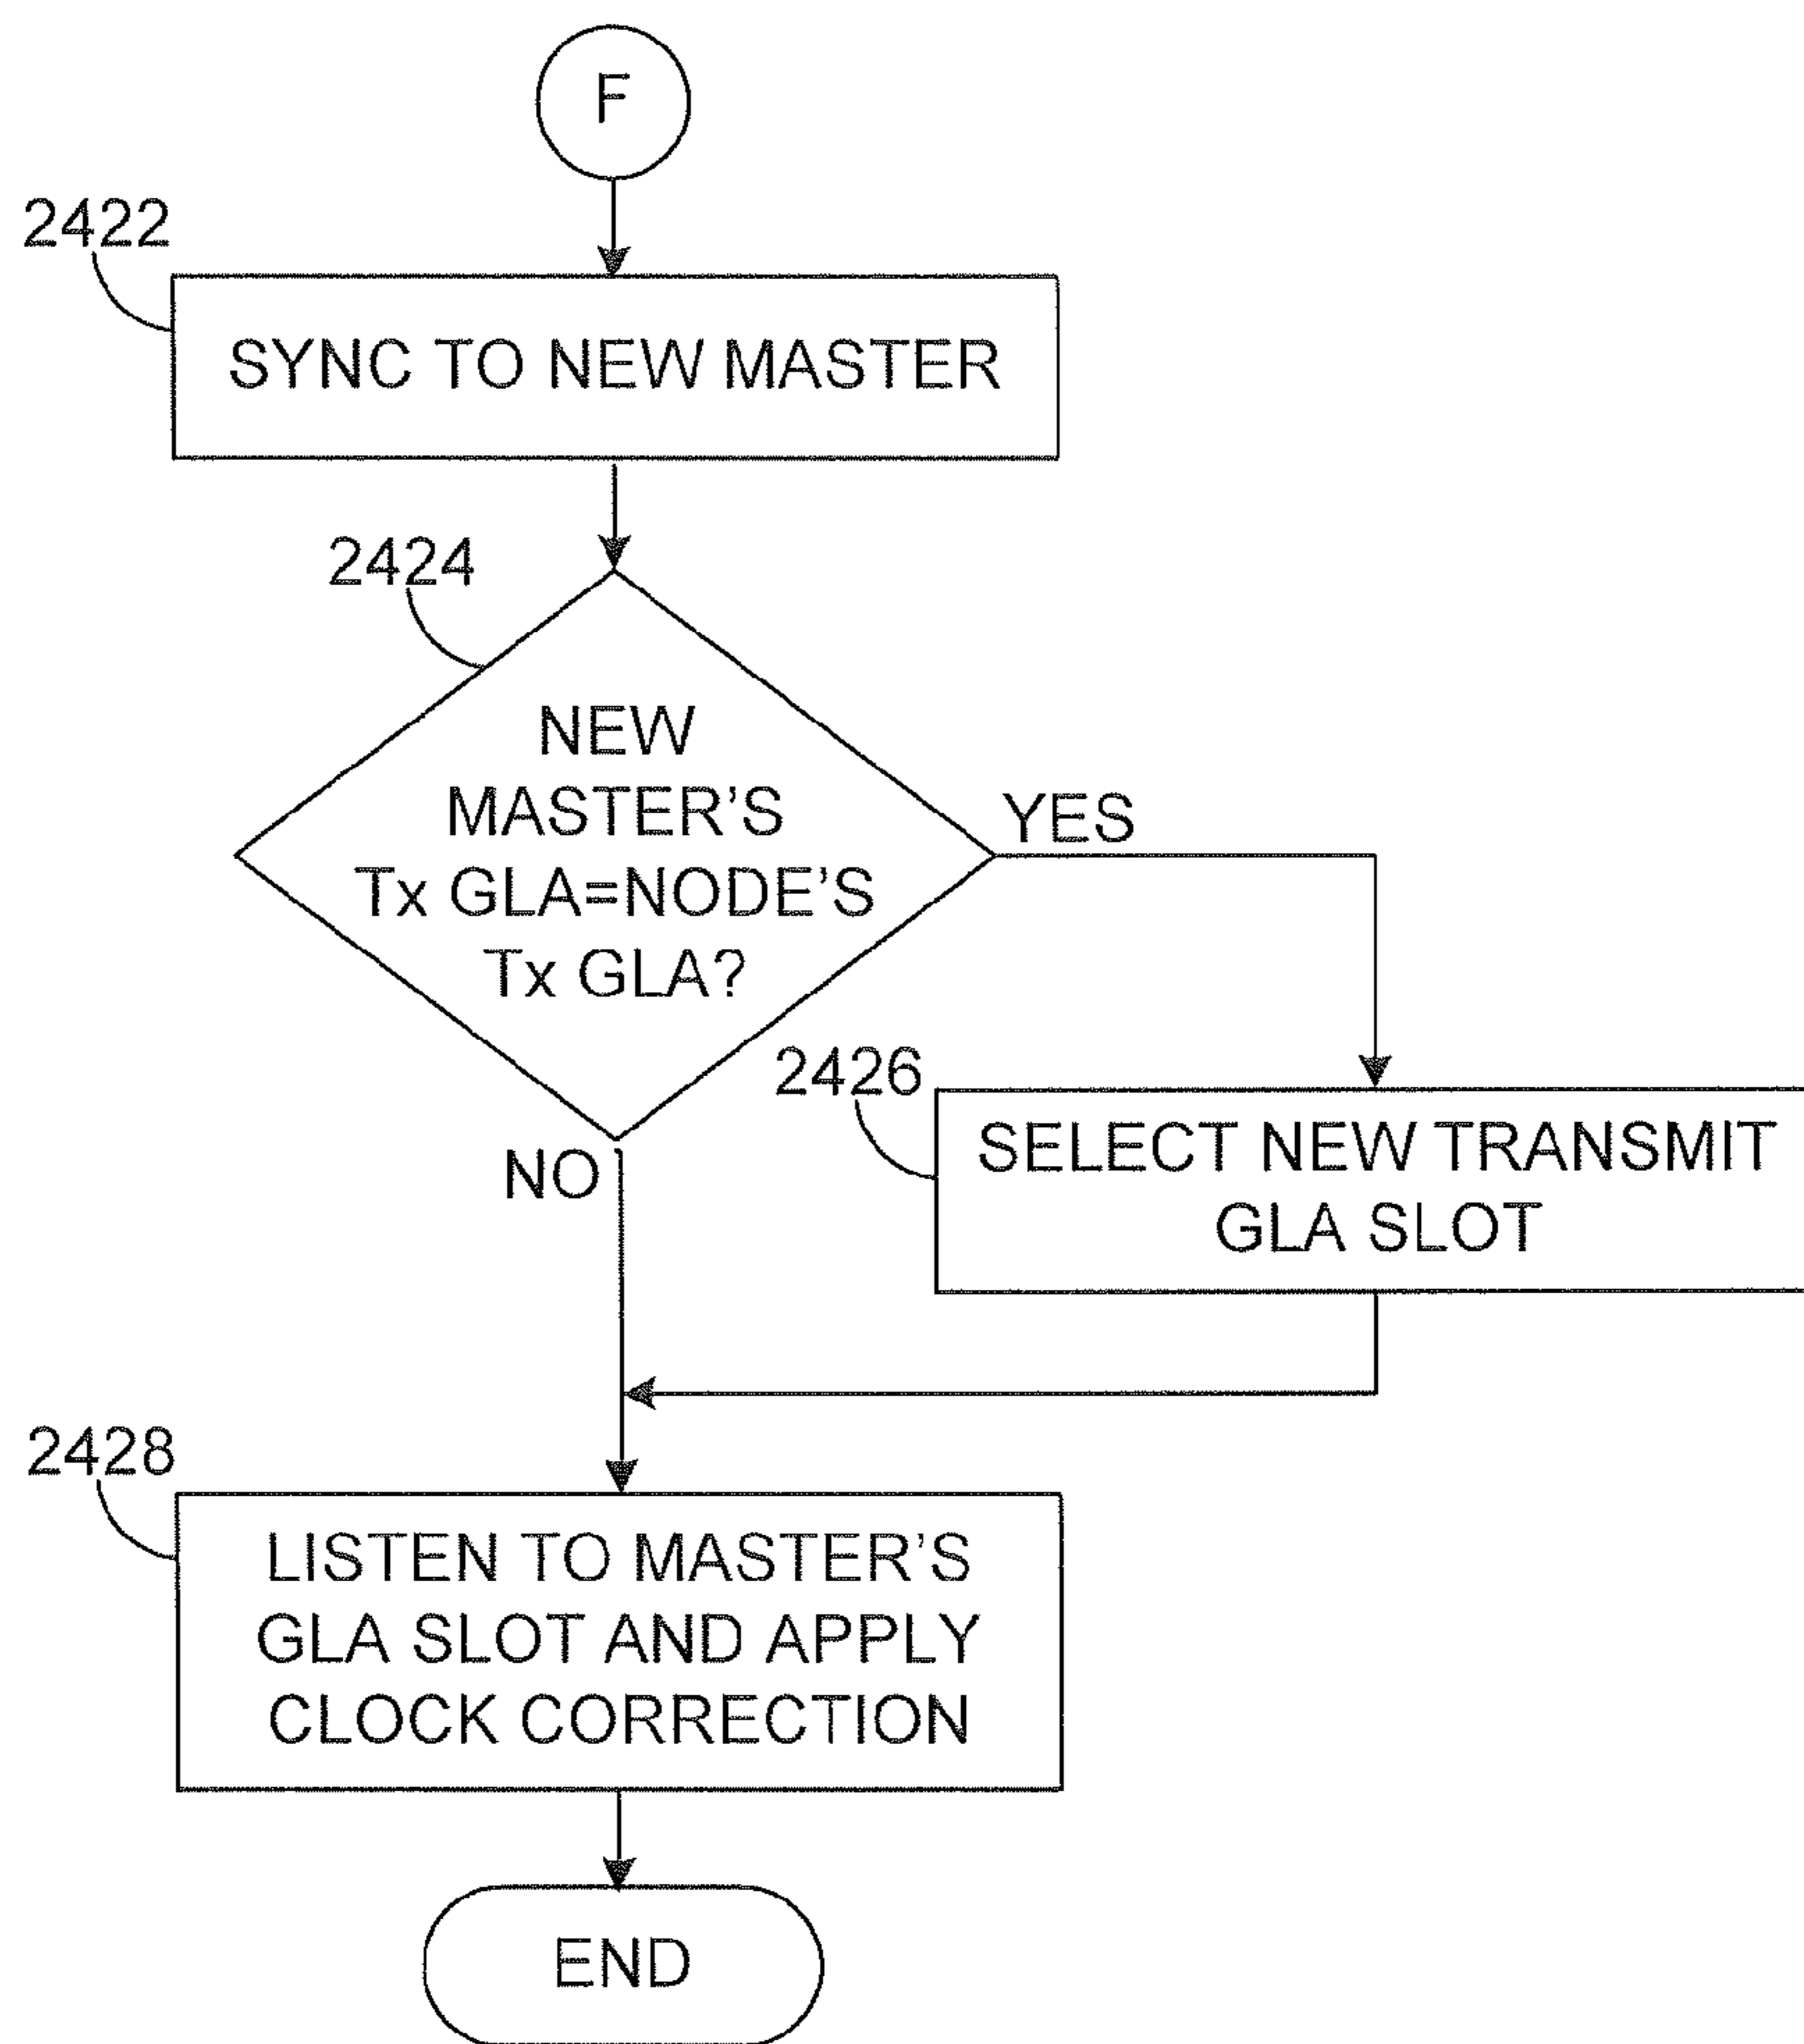 F
2422
SYNC TO NEW MASTER
2424
NEW
MASTER'S
Tx GLA=NODE'S
Tx GLA?
YES
NO
2426
SELECT NEW TRANSMIT
GLA SLOT
2428
LISTEN TO MASTER'S
GLA SLOT AND APPLY
CLOCK CORRECTION
END